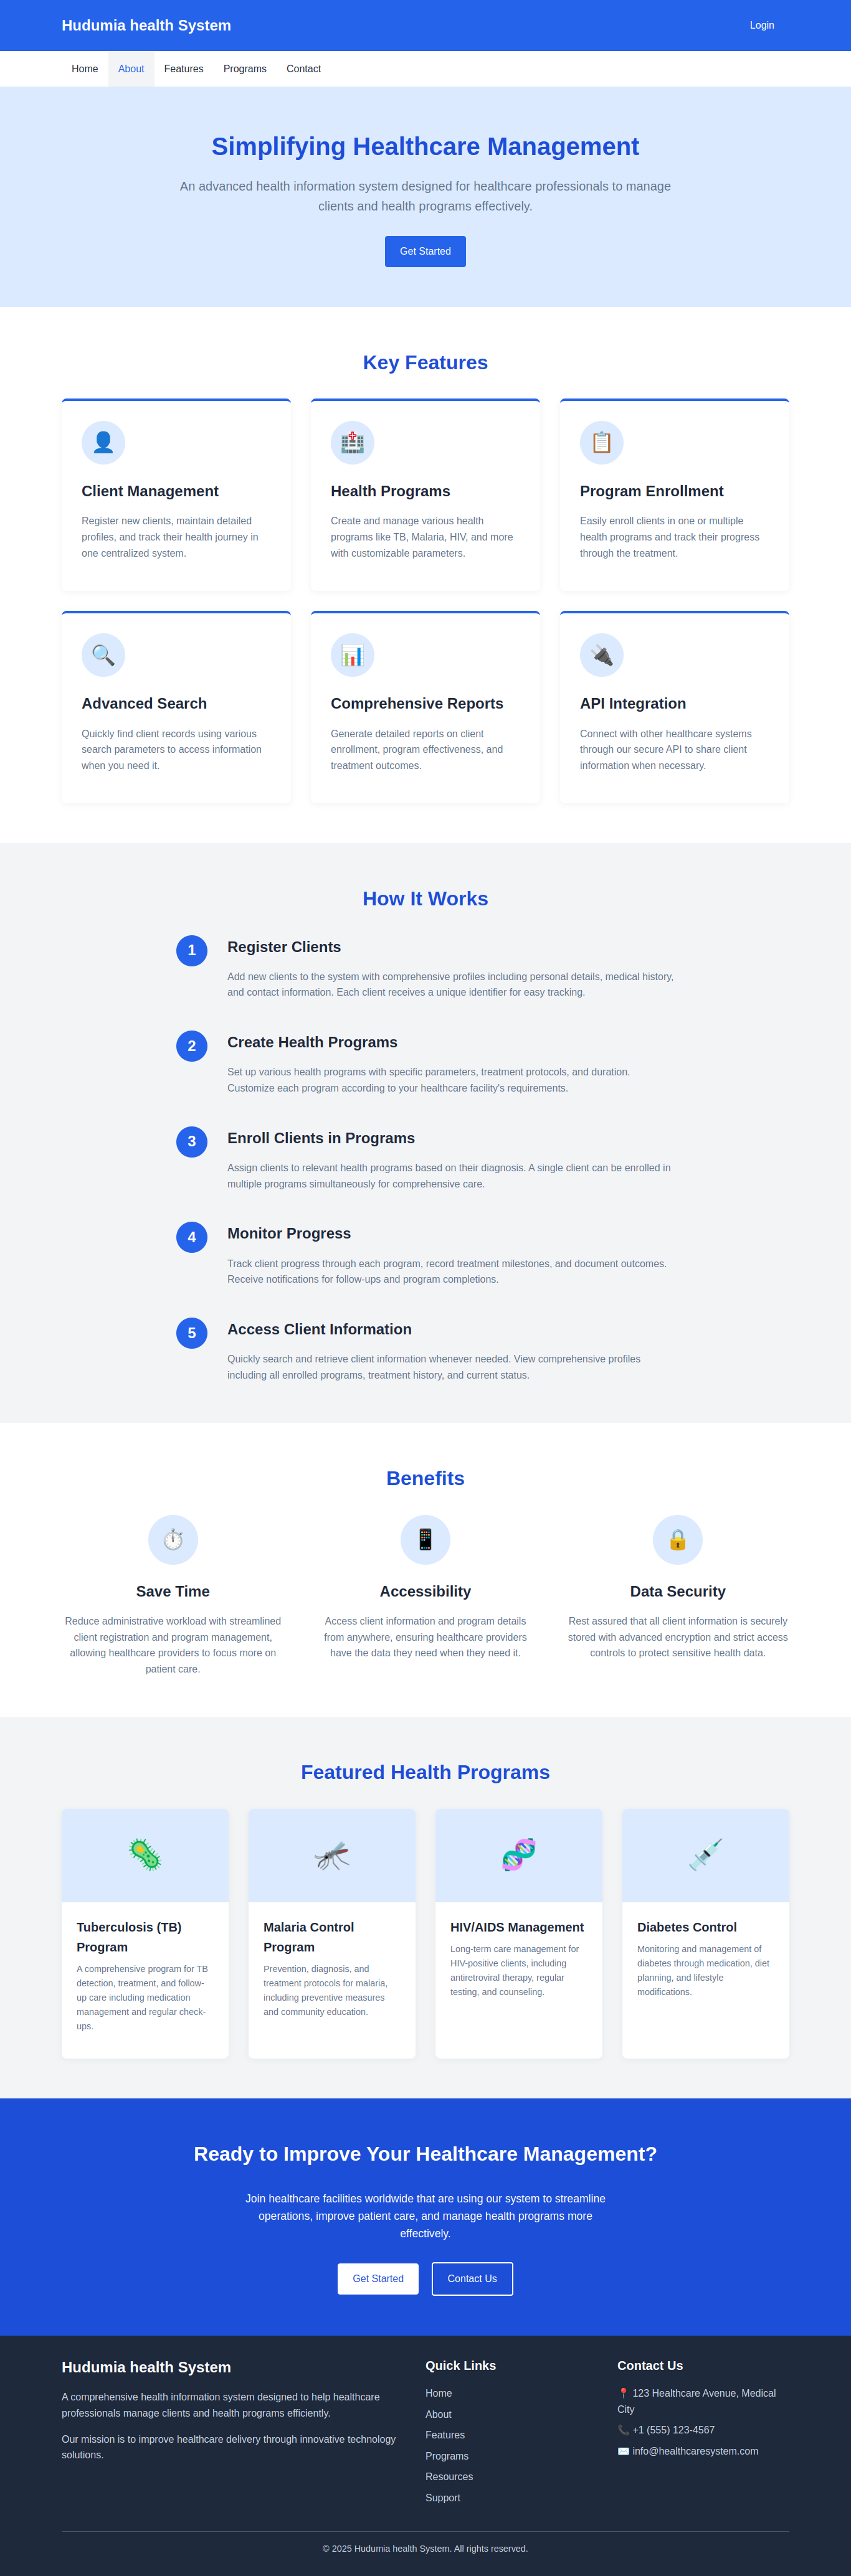 Hudumia health System
Login
Home
About
Features
Programs
Contact
Simplifying Healthcare Management
An advanced health information system designed for healthcare professionals to manage
clients and health programs effectively.
Get Started
Key Features
Client Management
Register new clients, maintain detailed
profiles, and track their health journey in
one centralized system.
Health Programs
Create and manage various health
programs like TB, Malaria, HIV, and more
with customizable parameters.
Program Enrollment
Easily enroll clients in one or multiple
health programs and track their progress
through the treatment.
Advanced Search
Quickly find client records using various
search parameters to access information
when you need it.
Comprehensive Reports
Generate detailed reports on client
enrollment, program effectiveness, and
treatment outcomes.
API Integration
Connect with other healthcare systems
through our secure API to share client
information when necessary.
How It Works
1
Register Clients
Add new clients to the system with comprehensive profiles including personal details, medical history,
and contact information. Each client receives a unique identifier for easy tracking.
2
Create Health Programs
Set up various health programs with specific parameters, treatment protocols, and duration.
Customize each program according to your healthcare facility's requirements.
3
Enroll Clients in Programs
Assign clients to relevant health programs based on their diagnosis. A single client can be enrolled in
multiple programs simultaneously for comprehensive care.
4
Monitor Progress
Track client progress through each program, record treatment milestones, and document outcomes.
Receive notifications for follow-ups and program completions.
5
Access Client Information
Quickly search and retrieve client information whenever needed. View comprehensive profiles
including all enrolled programs, treatment history, and current status.
Benefits
Save Time
Reduce administrative workload with streamlined
client registration and program management,
allowing healthcare providers to focus more on
patient care.
Accessibility
Access client information and program details
from anywhere, ensuring healthcare providers
have the data they need when they need it.
Data Security
Rest assured that all client information is securely
stored with advanced encryption and strict access
controls to protect sensitive health data.
Featured Health Programs
Tuberculosis (TB)
Program
A comprehensive program for TB
detection, treatment, and follow-
up care including medication
management and regular check-
ups.
Malaria Control
Program
Prevention, diagnosis, and
treatment protocols for malaria,
including preventive measures
and community education.
HIV/AIDS Management
Long-term care management for
HIV-positive clients, including
antiretroviral therapy, regular
testing, and counseling.
Diabetes Control
Monitoring and management of
diabetes through medication, diet
planning, and lifestyle
modifications.
Ready to Improve Your Healthcare Management?
Join healthcare facilities worldwide that are using our system to streamline
operations, improve patient care, and manage health programs more
effectively.
Get Started
Contact Us
Hudumia health System
A comprehensive health information system designed to help healthcare
professionals manage clients and health programs efficiently.
Our mission is to improve healthcare delivery through innovative technology
solutions.
Quick Links
Home
About
Features
Programs
Resources
Support
Contact Us
📍 123 Healthcare Avenue, Medical
City
📞 +1 (555) 123-4567
✉️ info@healthcaresystem.com
© 2025 Hudumia health System. All rights reserved.